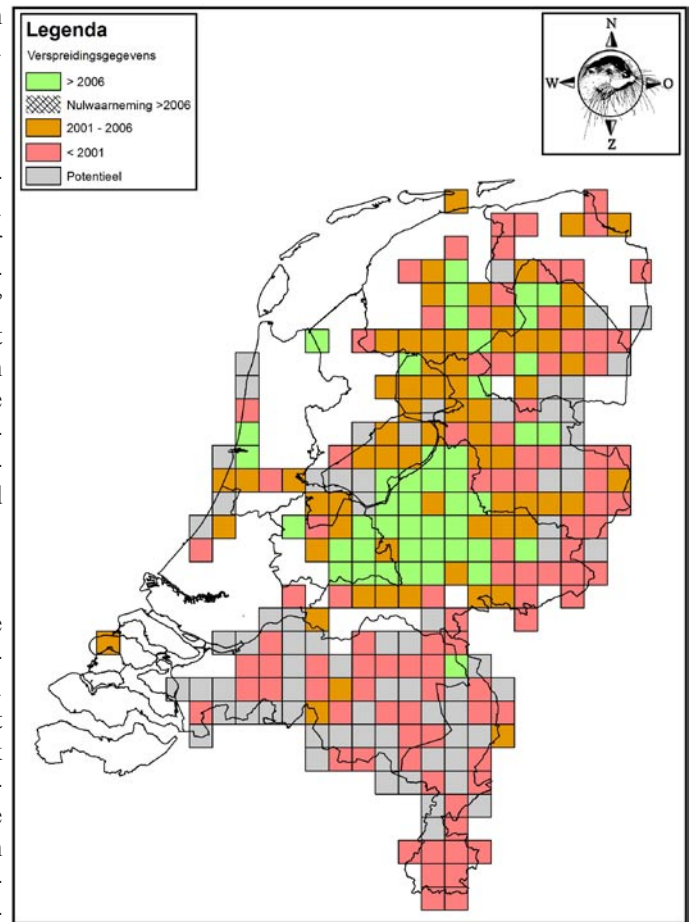 Legenda
Verspreidingsgegevens
> 2006
Nulwaarneming >2006
2001 - 2006
< 2001
Potentieel
N
W
O
Z